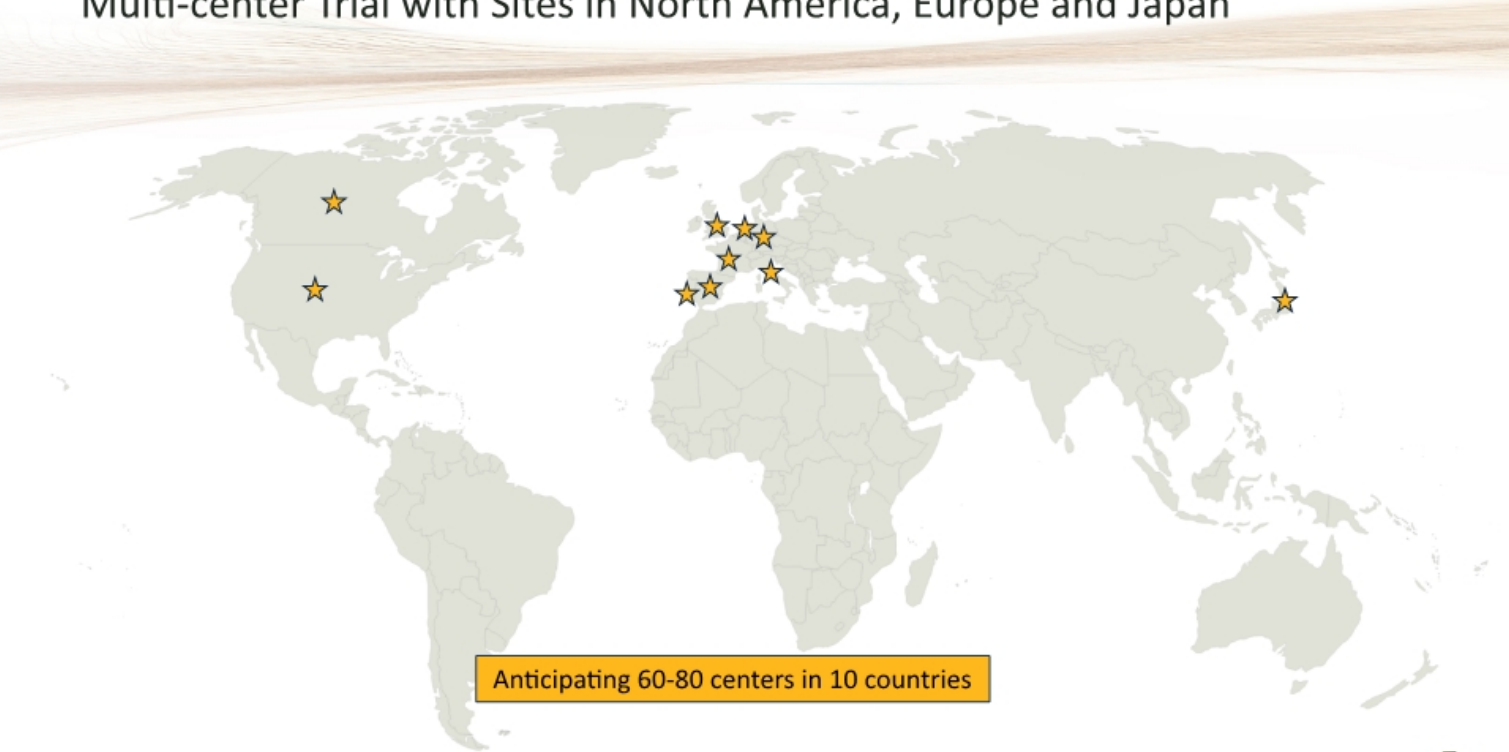 Multi-center Trial with Sites in North America, Europe and Japan
Anticipating 60-80 centers in 10 countries